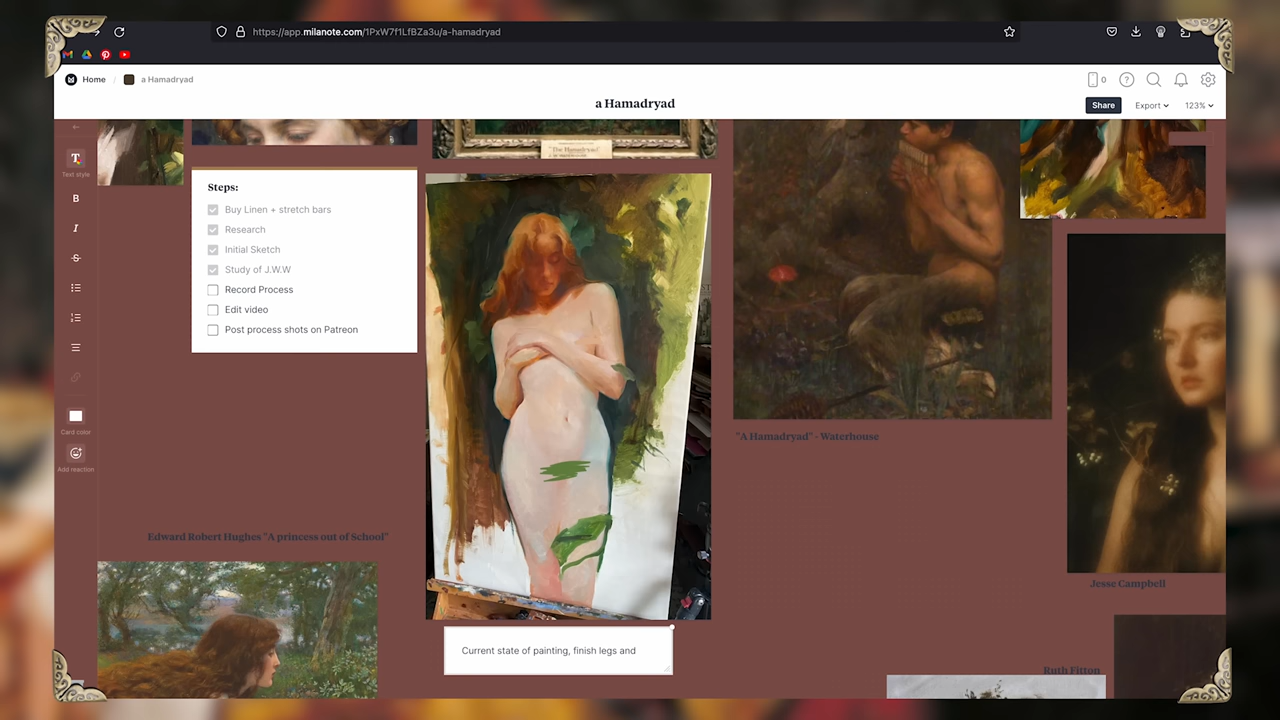 https://app.milanote.com/1PxW7f1LfBZa3u/a-hamadryad
Home / a Hamadryad
0
a Hamadryad
Share
Export
123%
Text style
B
I
S
Card color
Add reaction
Steps:
Buy Linen + stretch bars
Research
Initial Sketch
Study of J.W.W
Record Process
Edit video
Post process shots on Patreon
"The Hamadryad"
"A Hamadryad" - Waterhouse
Edward Robert Hughes "A princess out of School"
Jesse Campbell
Current state of painting, finish legs and
Ruth Fitton